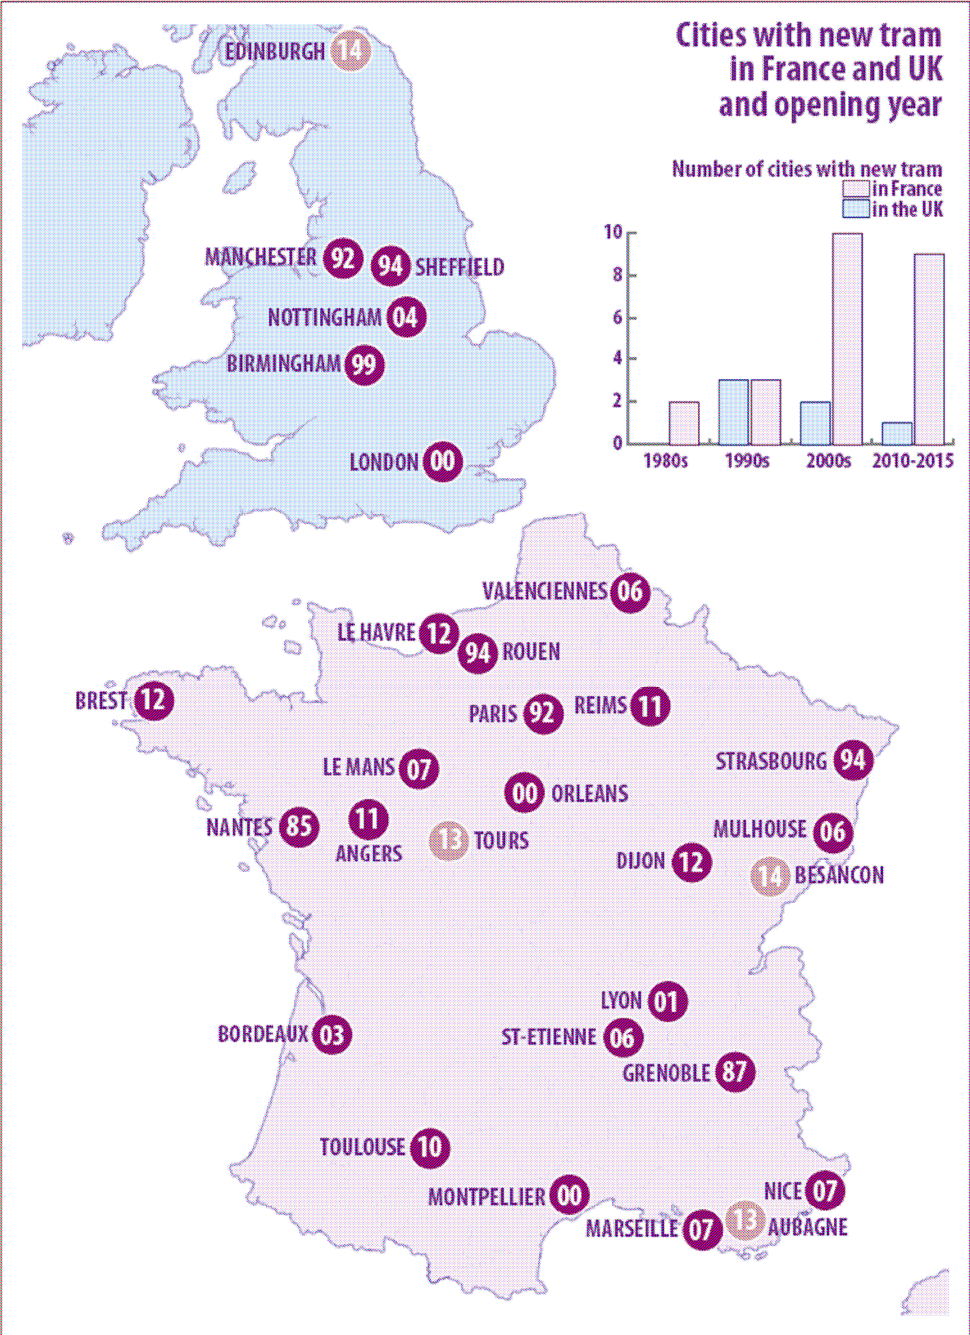 Cities with new tram
in France and UK
and opening year
Number of cities with new tram
in France
in the UK
10
8
6
4
2
0
1980s 1990s 2000s 2010-2015
EDINBURGH 14
MANCHESTER 92
94 SHEFFIELD
NOTTINGHAM 04
BIRMINGHAM 99
LONDON 00
VALENCIENNES 06
LE HAVRE 12
94 ROUEN
BREST 12
PARIS 92
REIMS 11
STRASBOURG 94
LE MANS 07
00 ORLEANS
NANTES 85
11
ANGERS
13 TOURS
MULHOUSE 06
DIJON 12
14 BESANCON
LYON 01
BORDEAUX 03
ST-ETIENNE 06
GRENOBLE 87
TOULOUSE 10
MONTPELLIER 00
NICE 07
MARSEILLE 07
13 AUBAGNE